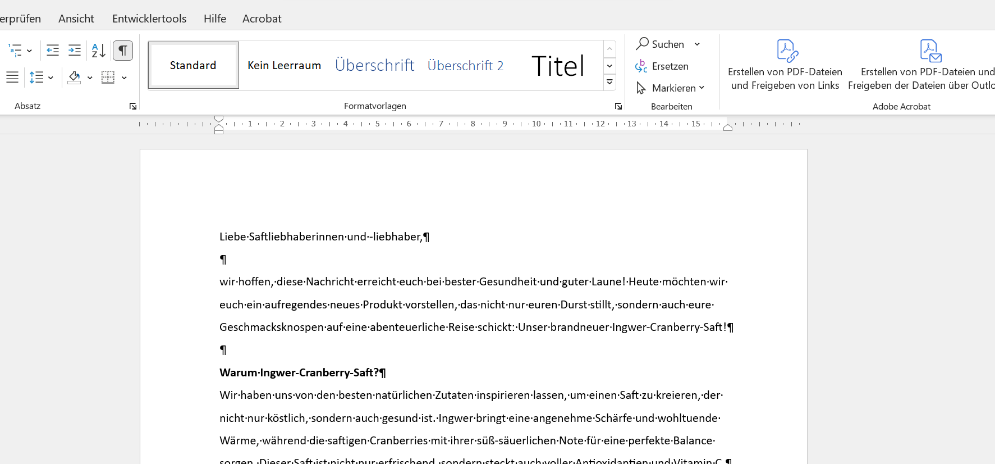 erprüfen Ansicht Entwicklertools Hilfe Acrobat
Standard Kein Leerraum Überschrift Überschrift 2 Titel
Suchen
Ersetzen
Markieren
Erstellen von PDF-Dateien und Freigeben von Links
Erstellen von PDF-Dateien und Freigeben der Dateien über Outlo
Absatz Formatvorlagen Bearbeiten Adobe Acrobat
1 2 3 4 5 6 7 8 9 10 11 12 13 14 15
Liebe·Saftliebhaberinnen·und·-liebhaber,¶
¶
wir·hoffen,·diese·Nachricht·erreicht·euch·bei·bester·Gesundheit·und·guter·Laune!·Heute·möchten·wir·
euch·ein·aufregendes·neues·Produkt·vorstellen,·das·nicht·nur·euren·Durst·stillt,·sondern·auch·eure·
Geschmacksknospen·auf·eine·abenteuerliche·Reise·schickt:·Unser·brandneuer·Ingwer-Cranberry-Saft!¶
¶
Warum·Ingwer-Cranberry-Saft?¶
Wir·haben·uns·von·den·besten·natürlichen·Zutaten·inspirieren·lassen,·um·einen·Saft·zu·kreieren,·der·
nicht·nur·köstlich,·sondern·auch·gesund·ist.·Ingwer·bringt·eine·angenehme·Schärfe·und·wohltuende·
Wärme,·während·die·saftigen·Cranberries·mit·ihrer·süß-säuerlichen·Note·für·eine·perfekte·Balance·
sorgen.·Dieser·Saft·ist·nicht·nur·erfrischend,·sondern·steckt·auch·voller·Antioxidantien·und·Vitamin·C.¶